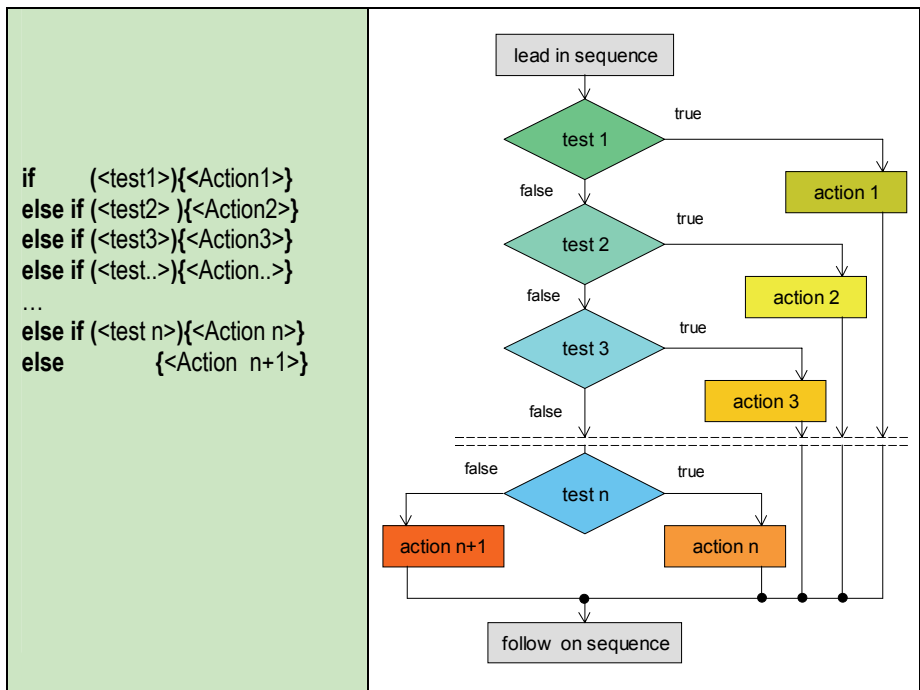 if (<test1>){<Action1>}
else if (<test2> ){<Action2>}
else if (<test3>){<Action3>}
else if (<test..>){<Action..>}
…
else if (<test n>){<Action n>}
else {<Action n+1>}
lead in sequence
true
test 1
false
action 1
true
test 2
false
action 2
true
test 3
action 3
false
false
true
test n
action n+1
action n
follow on sequence